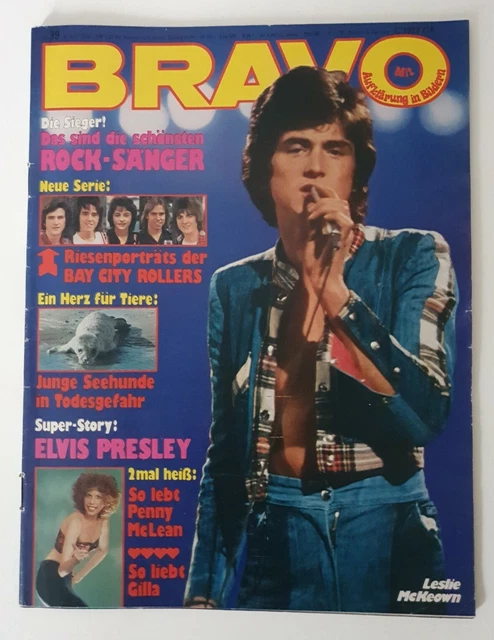 BRAVO
Mit
Aufklärung in Bildern
Die Sieger!
Das sind die schönsten
ROCK-SÄNGER
Neue Serie:
Riesenporträts der
BAY CITY ROLLERS
Ein Herz für Tiere:
Junge Seehunde
in Todesgefahr
Super-Story:
ELVIS PRESLEY
2mal heiß:
So lebt
Penny
McLean
So liebt
Gilla
Leslie
McKeown